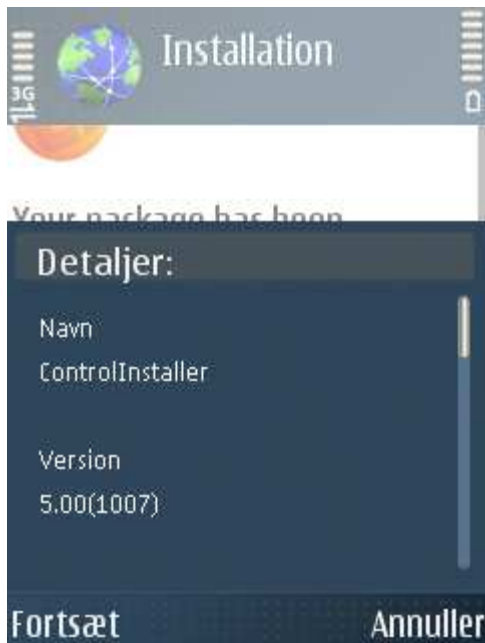 Installation
3G
Your package has been
Detaljer:
Navn
ControlInstaller
Version
5.00(1007)
Fortsæt
Annuller